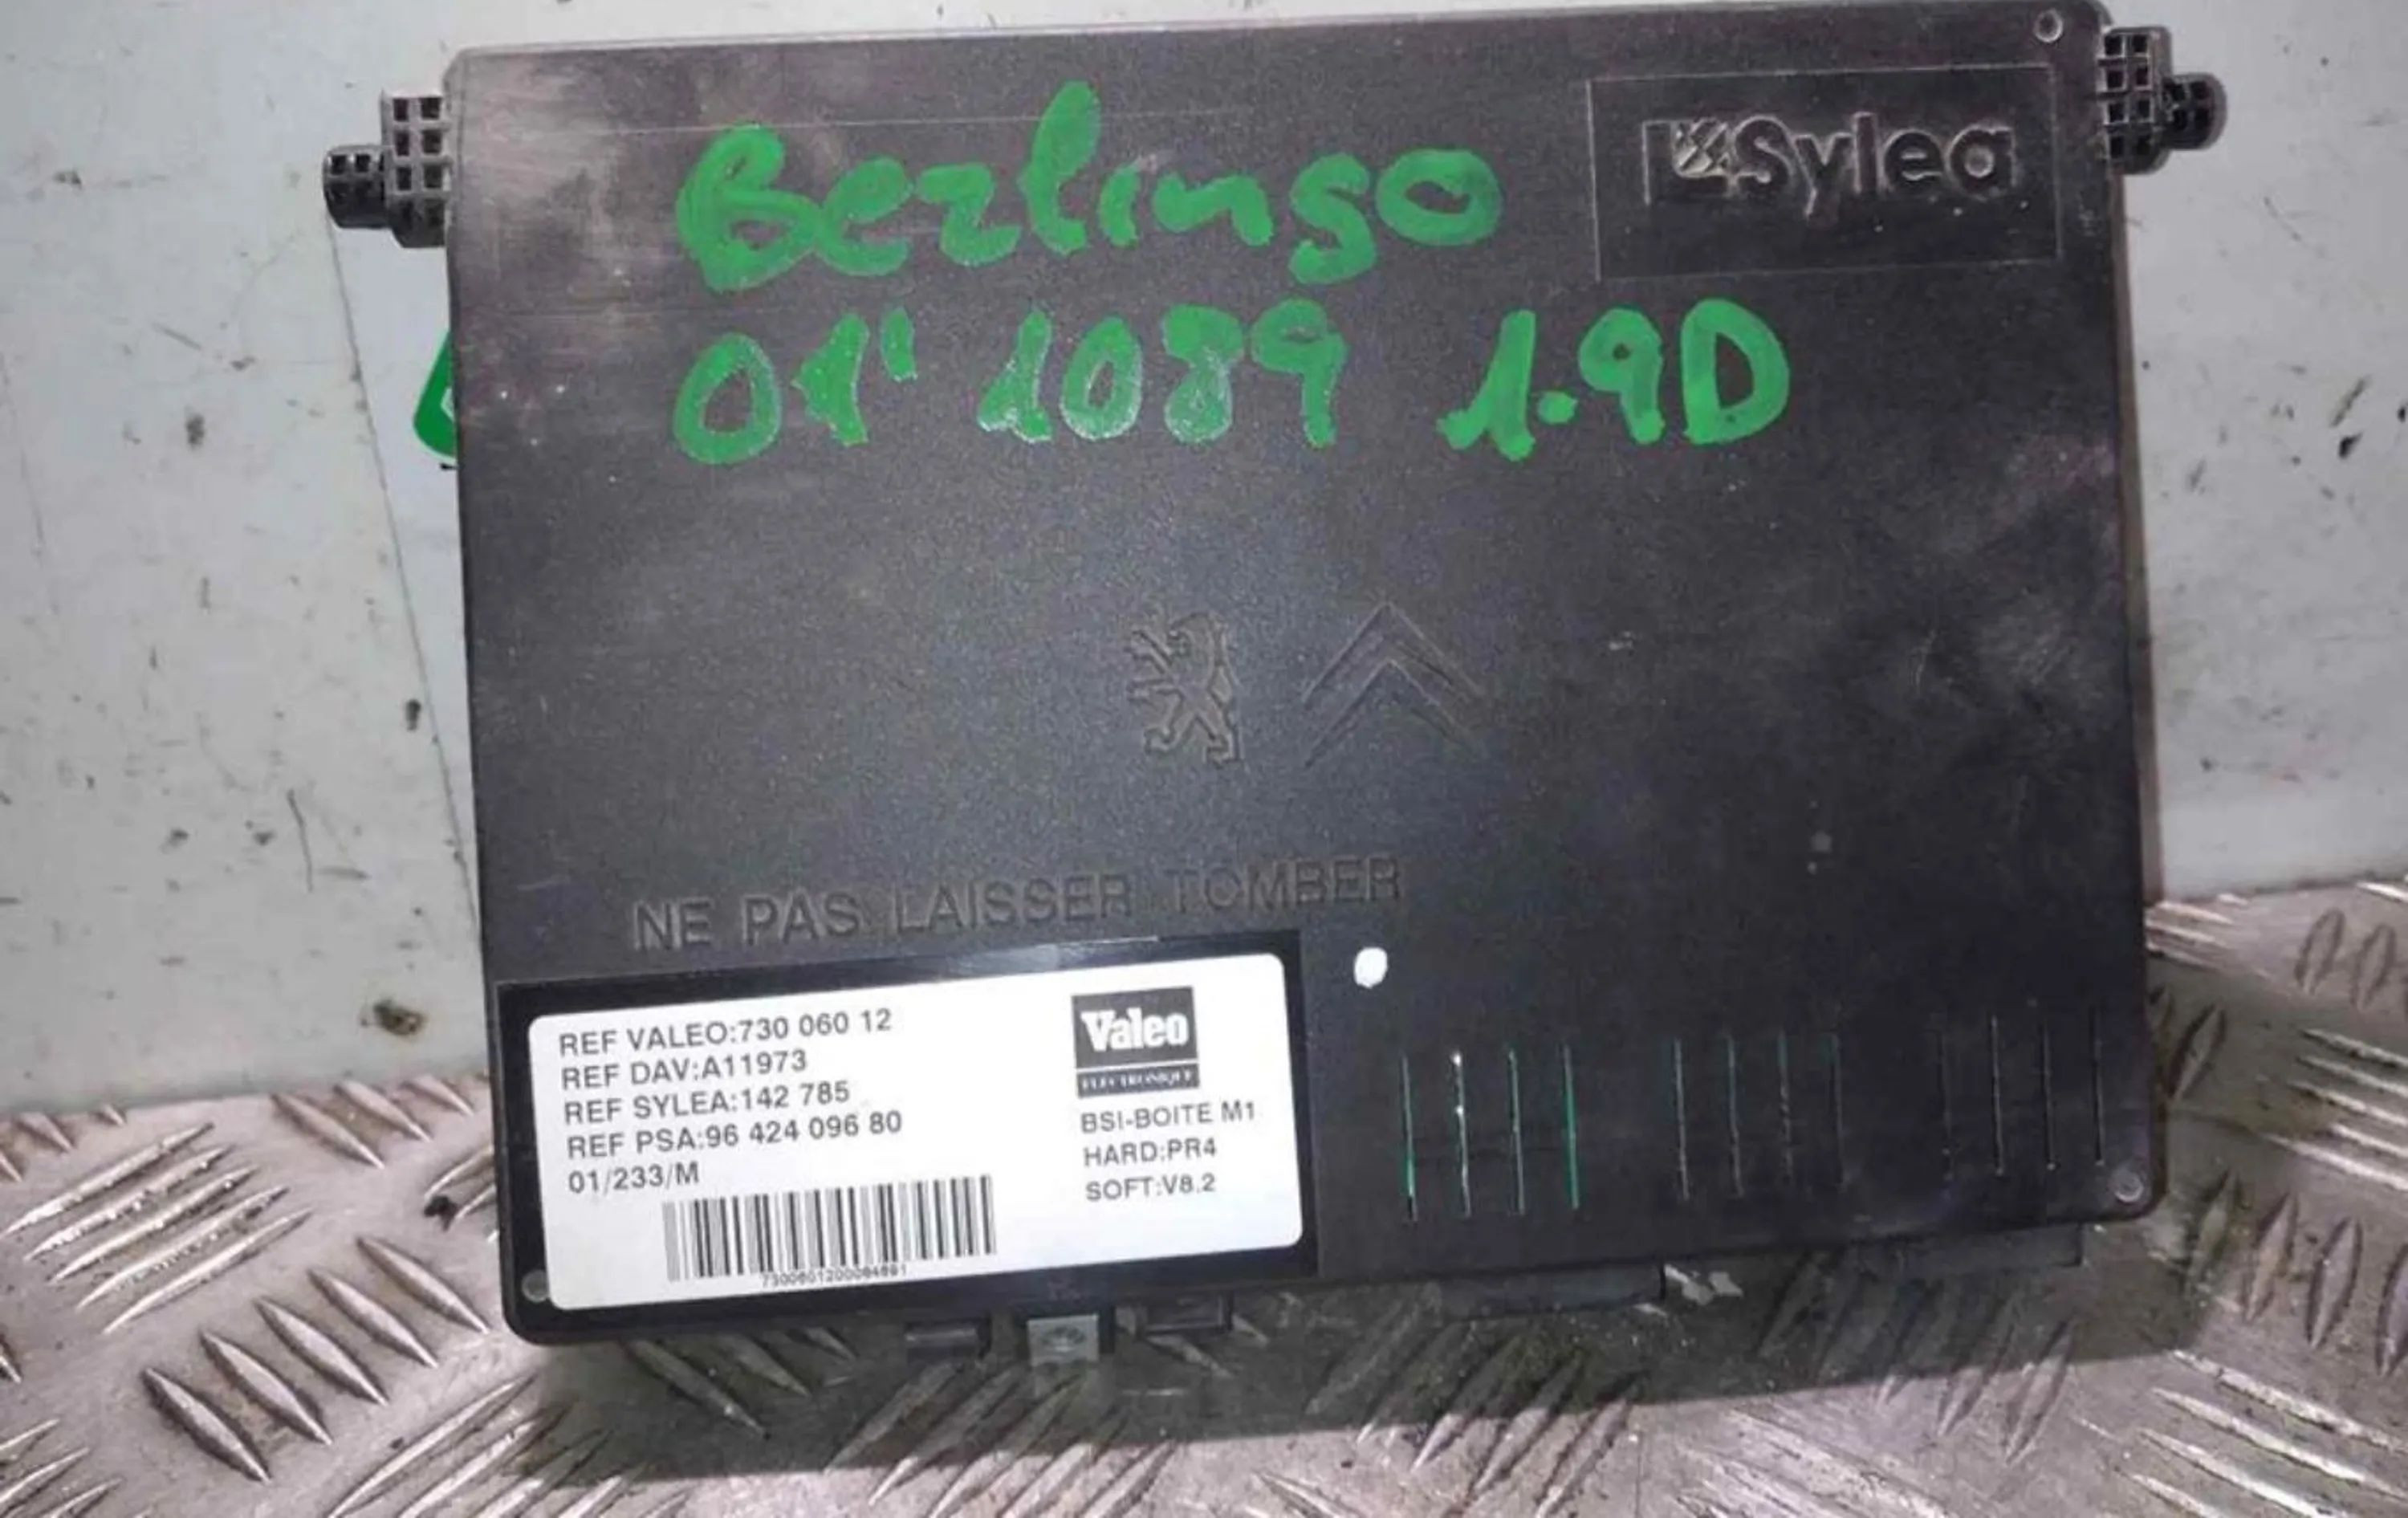 Sylea
Berlingo
01' 1089 1.9D
NE PAS LAISSER TOMBER
REF VALEO:730 060 12
REF DAV:A11973
REF SYLEA:142 785
REF PSA:96 424 096 80
01/233/M
Valeo
ELECTRONIQUE
BSI-BOITE M1
HARD:PR4
SOFT:V8.2